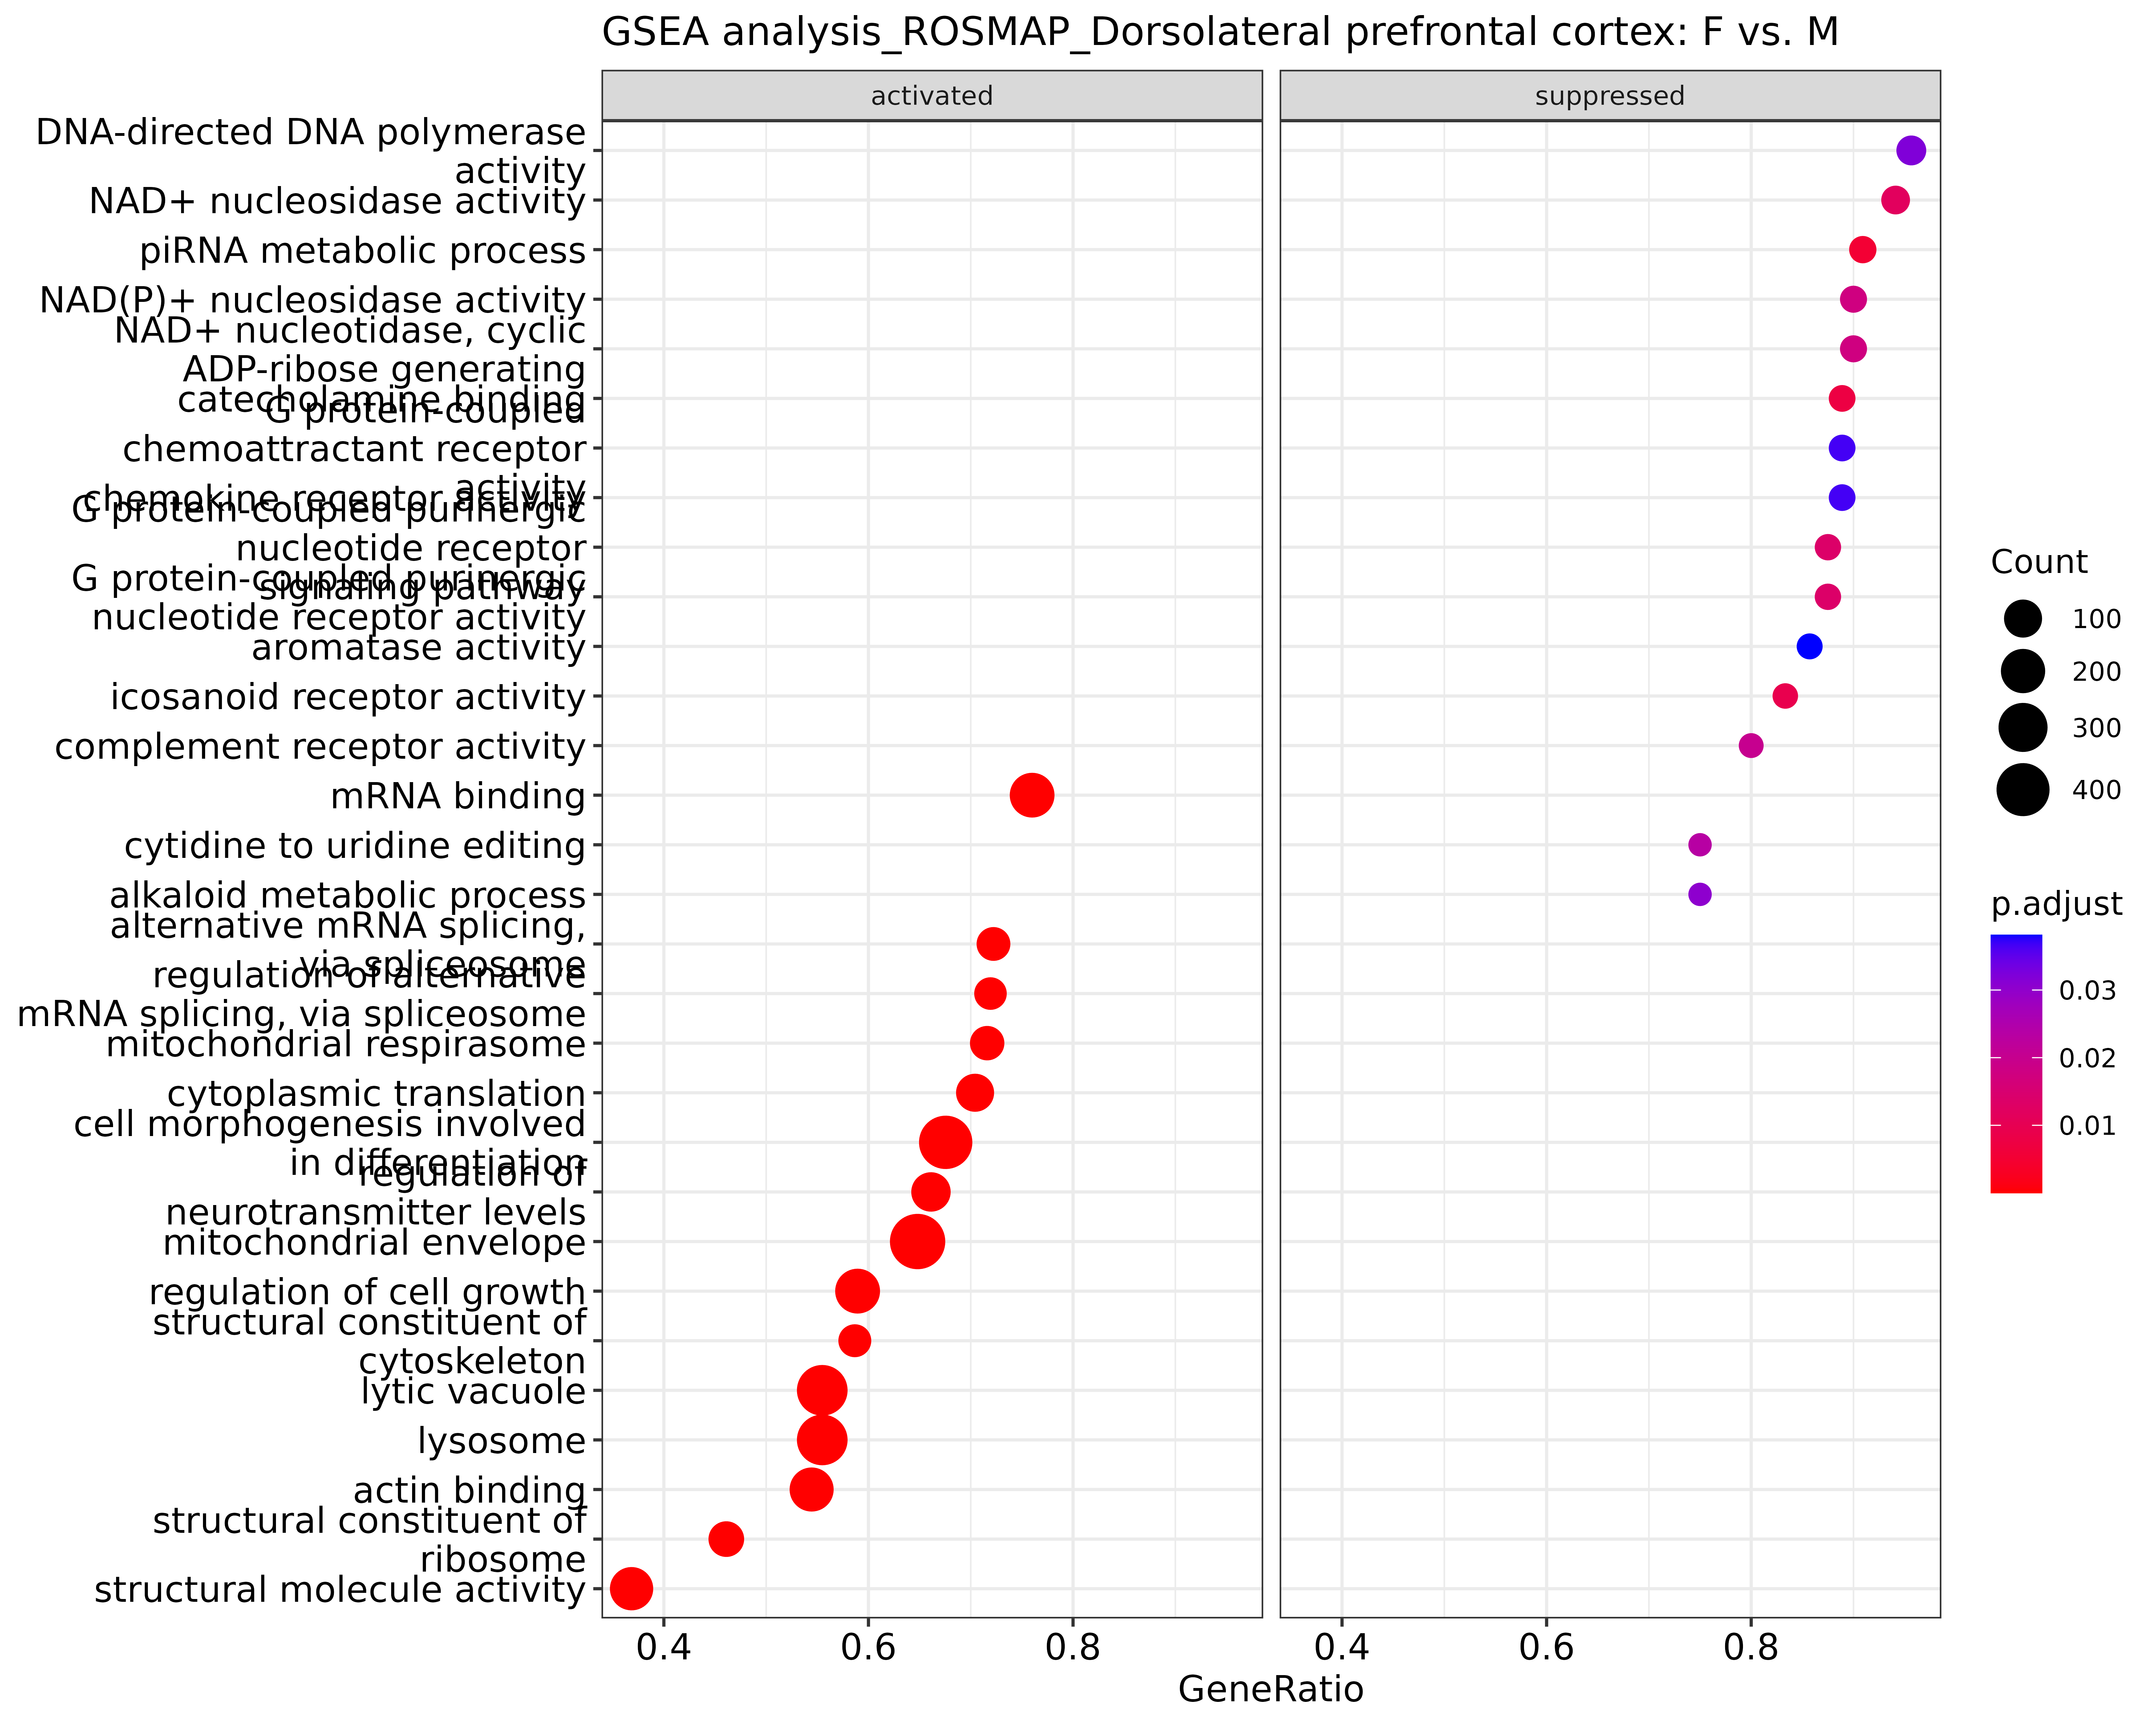 GSEA analysis_ROSMAP_Dorsolateral prefrontal cortex: F vs. M
activated
suppressed
DNA-directed DNA polymerase
activity
NAD+ nucleosidase activity
piRNA metabolic process
NAD(P)+ nucleosidase activity
NAD+ nucleotidase, cyclic
ADP-ribose generating
catecholamine binding
G protein-coupled
chemoattractant receptor
activity
chemokine receptor activity
G protein-coupled purinergic
nucleotide receptor
signaling pathway
G protein-coupled purinergic
nucleotide receptor activity
aromatase activity
icosanoid receptor activity
complement receptor activity
mRNA binding
cytidine to uridine editing
alkaloid metabolic process
alternative mRNA splicing,
via spliceosome
regulation of alternative
mRNA splicing, via spliceosome
mitochondrial respirasome
cytoplasmic translation
cell morphogenesis involved
in differentiation
regulation of
neurotransmitter levels
mitochondrial envelope
regulation of cell growth
structural constituent of
cytoskeleton
lytic vacuole
lysosome
actin binding
structural constituent of
ribosome
structural molecule activity
0.4 0.6 0.8
0.4 0.6 0.8
GeneRatio
Count
100
200
300
400
p.adjust
0.03
0.02
0.01